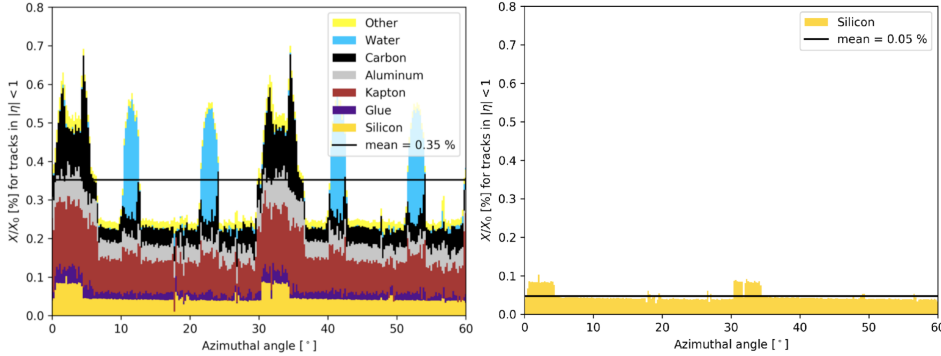 X/X₀ [%] for tracks in |η| < 1
0.8
0.7
0.6
0.5
0.4
0.3
0.2
0.1
0.0
Other
Water
Carbon
Aluminum
Kapton
Glue
Silicon
mean = 0.35 %
0 10 20 30 40 50 60
Azimuthal angle [°]
X/X₀ [%] for tracks in |η| < 1
0.8
0.7
0.6
0.5
0.4
0.3
0.2
0.1
0.0
Silicon
mean = 0.05 %
0 10 20 30 40 50 60
Azimuthal angle [°]